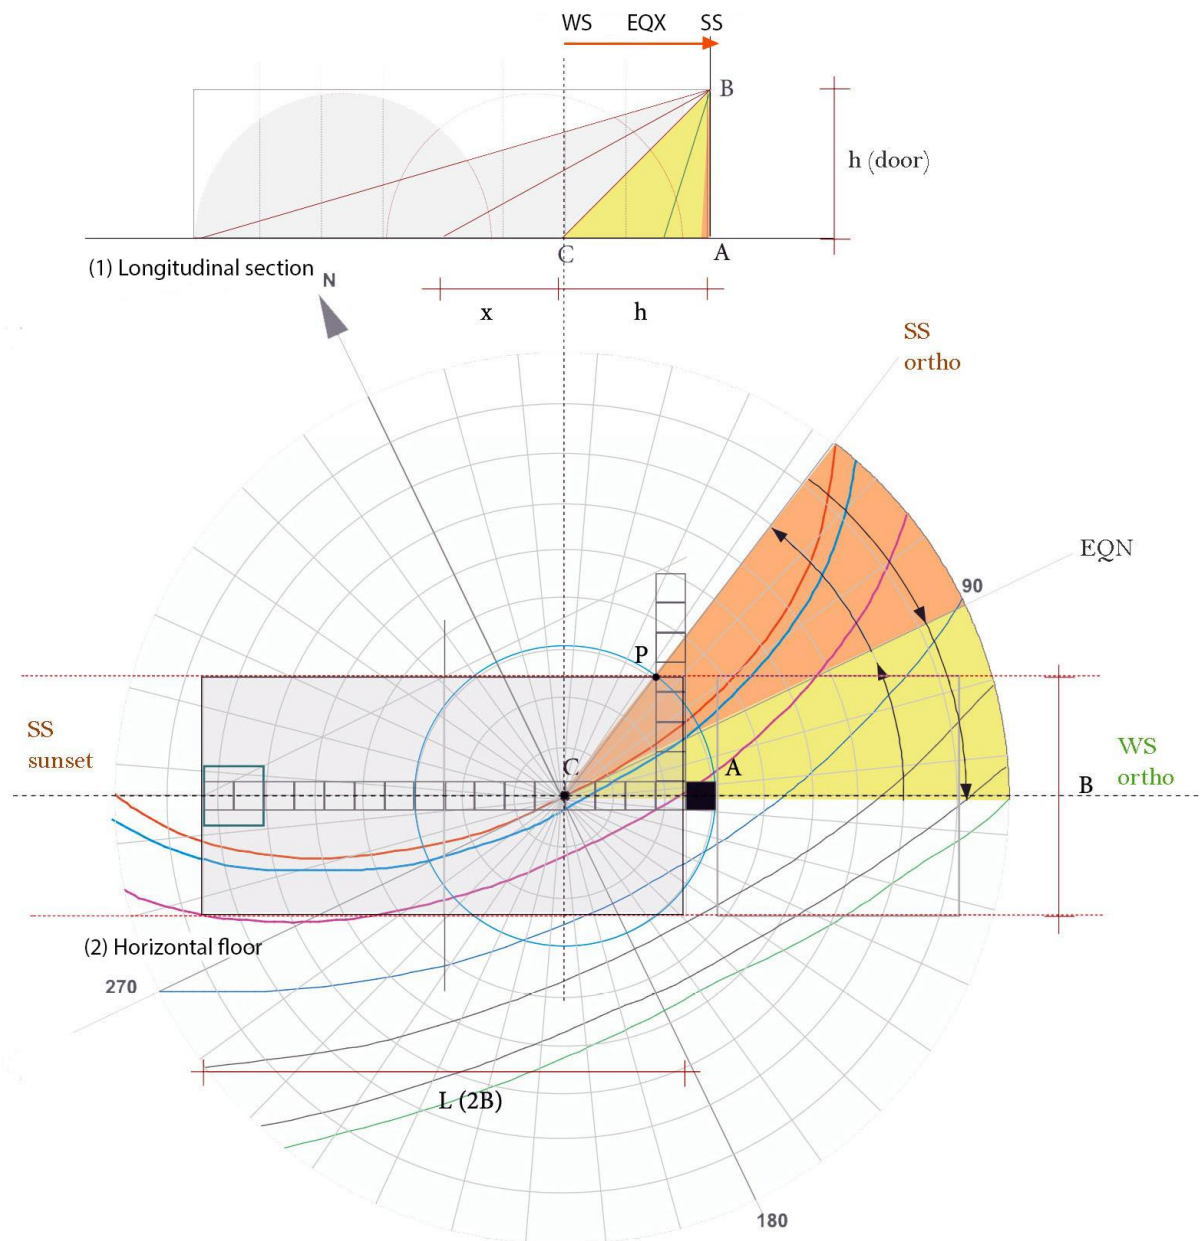 WS EQX SS
B
h (door)
C A
(1) Longitudinal section
N
x h
SS
ortho
EQN
90
P
SS
sunset
C A
WS
ortho
B
(2) Horizontal floor
270
L (2B)
180